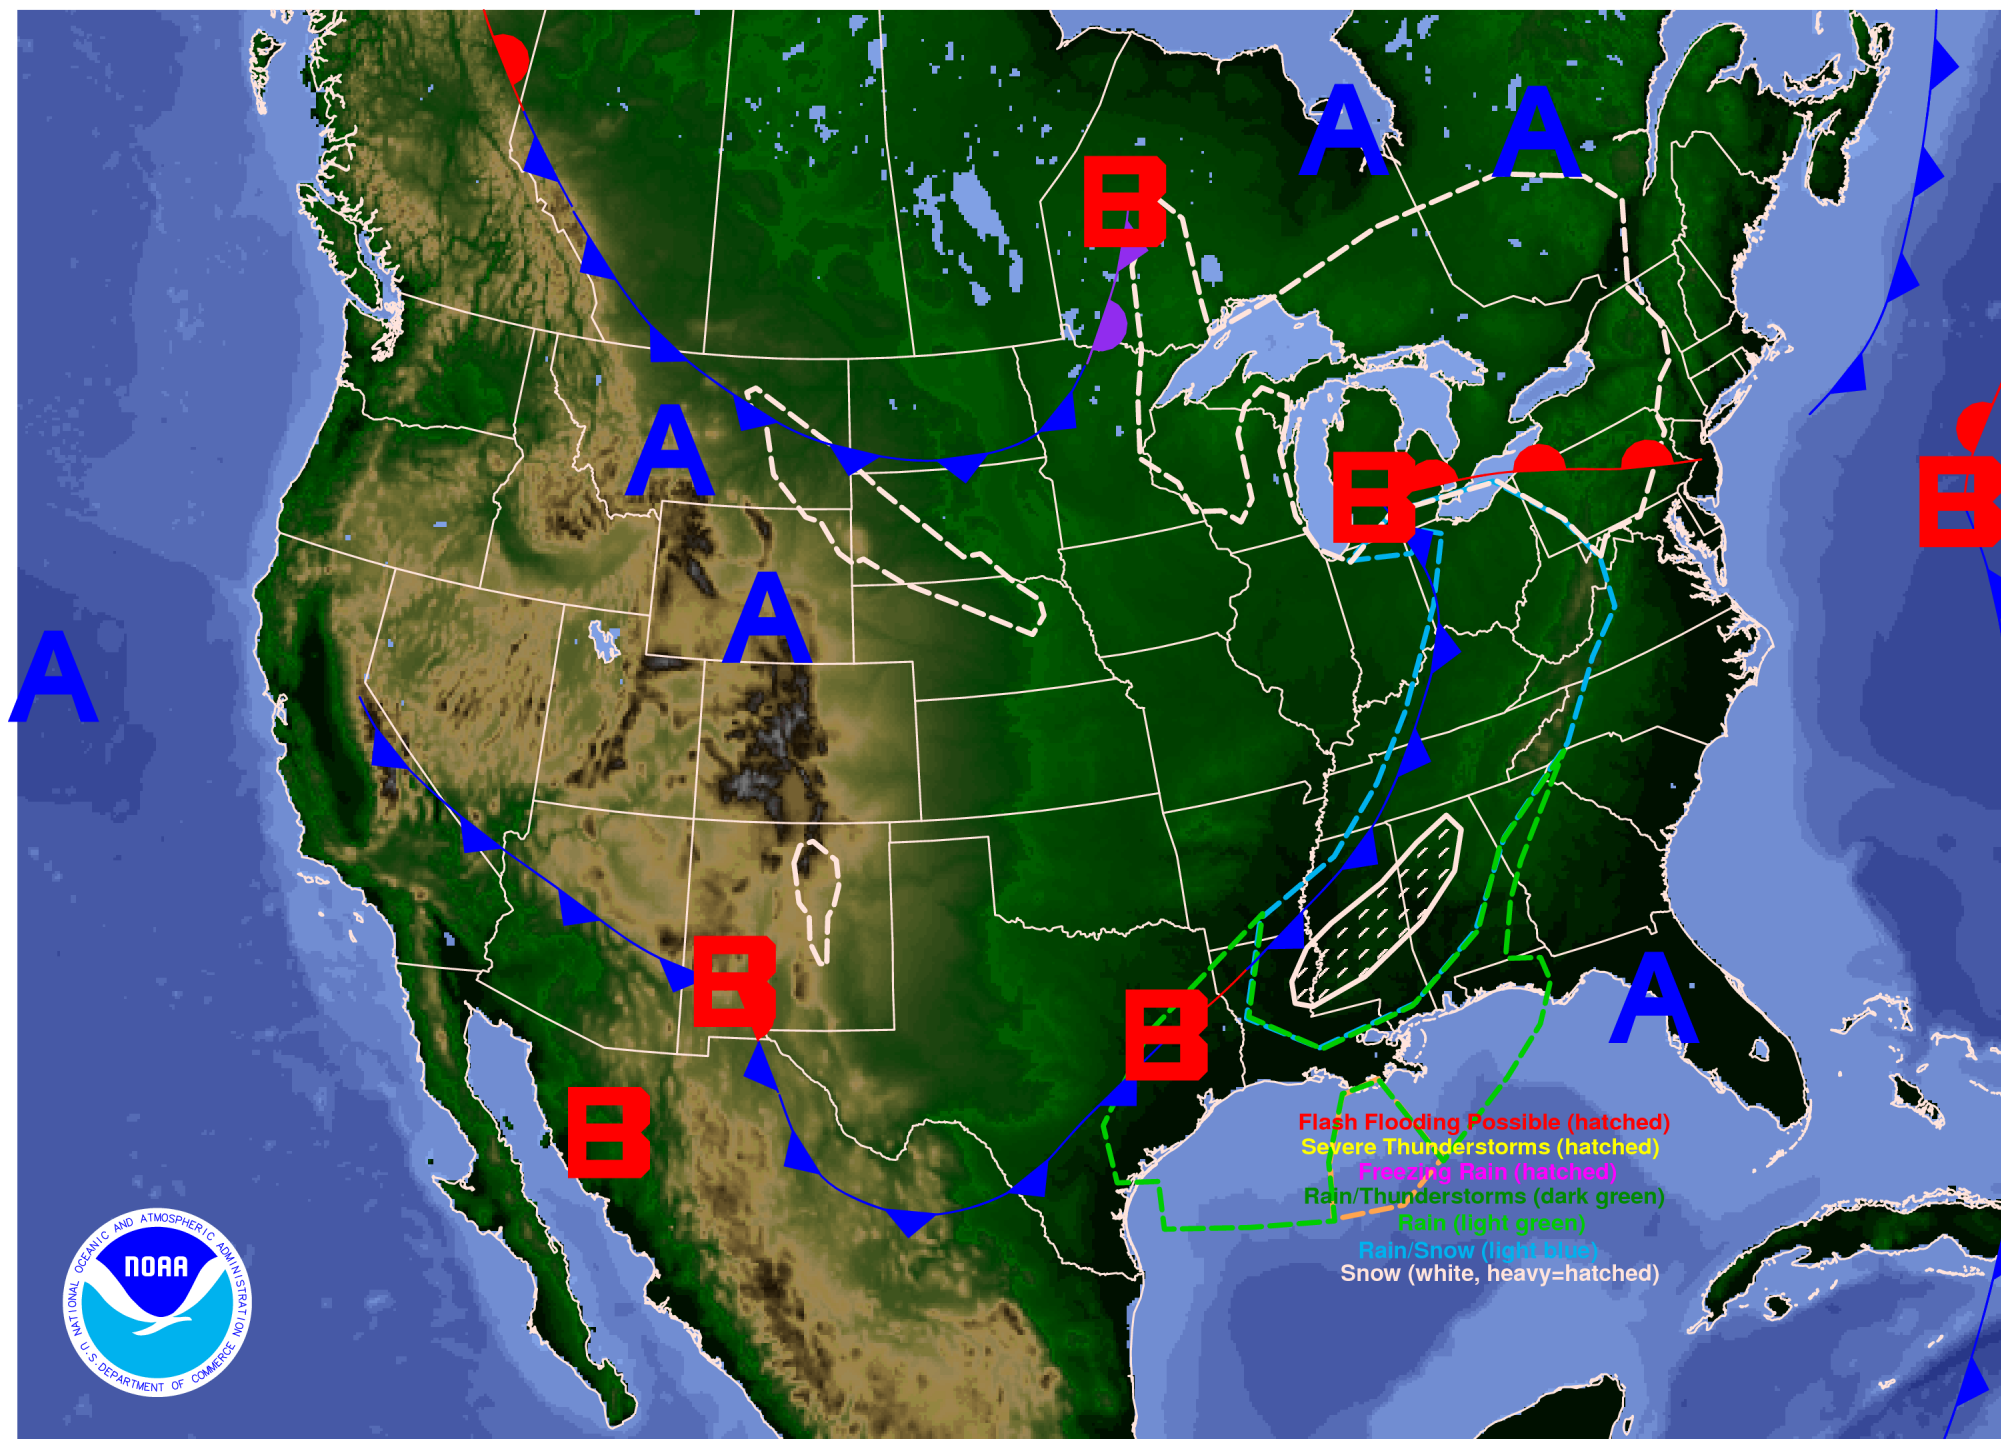 A
A
B
A
B
B
A
A
B
B
A
B
Flash Flooding Possible (hatched)
Severe Thunderstorms (hatched)
Freezing Rain (hatched)
Rain/Thunderstorms (dark green)
Rain (light green)
Rain/Snow (light blue)
Snow (white, heavy=hatched)
NATIONAL OCEANIC AND ATMOSPHERIC ADMINISTRATION
NOAA
U.S. DEPARTMENT OF COMMERCE